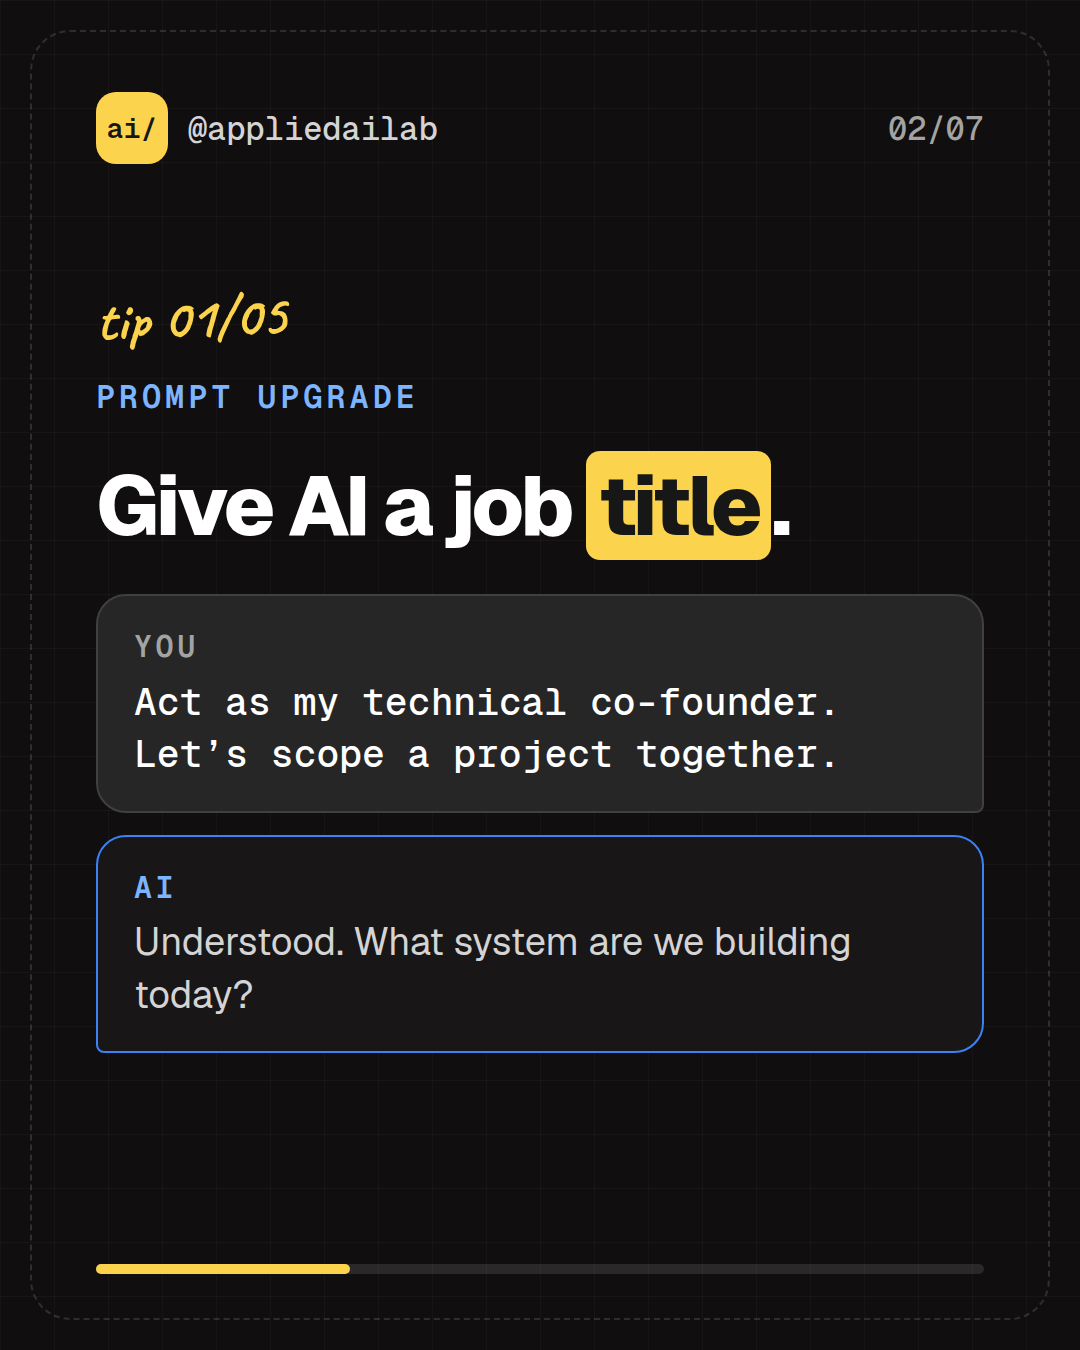 ai/ @appliedailab 02/07
tip 01/05
PROMPT UPGRADE
Give AI a job title.
YOU
Act as my technical co-founder.
Let’s scope a project together.
AI
Understood. What system are we building
today?